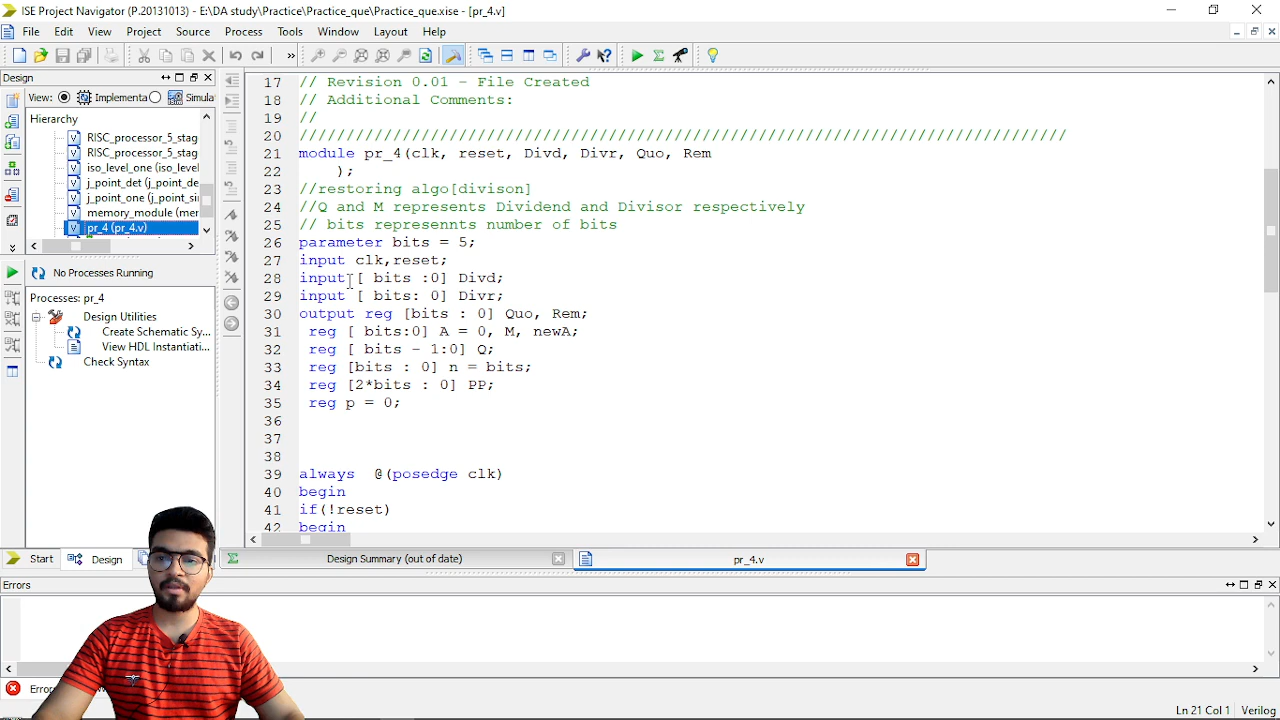 ISE Project Navigator (P.20131013) - E:\DA study\Practice\Practice_que\Practice_que.xise - [pr_4.v]
File Edit View Project Source Process Tools Window Layout Help
»
Design
View: Implementa Simula
Hierarchy
RISC_processor_5_stag
RISC_processor_5_stag
iso_level_one (iso_level
j_point_det (j_point_de
j_point_one (j_point_si
memory_module (mer
pr_4 (pr_4.v)
No Processes Running
Processes: pr_4
Design Utilities
Create Schematic Sy...
View HDL Instantiati...
Check Syntax
17 // Revision 0.01 - File Created
18 // Additional Comments:
19 //
20 //////////////////////////////////////////////////////////////////////////////////
21 module pr_4(clk, reset, Divd, Divr, Quo, Rem
22 );
23 //restoring algo[divison]
24 //Q and M represents Dividend and Divisor respectively
25 // bits represennts number of bits
26 parameter bits = 5;
27 input clk,reset;
28 input [ bits :0] Divd;
29 input [ bits: 0] Divr;
30 output reg [bits : 0] Quo, Rem;
31 reg [ bits:0] A = 0, M, newA;
32 reg [ bits - 1:0] Q;
33 reg [bits : 0] n = bits;
34 reg [2*bits : 0] PP;
35 reg p = 0;
36
37
38
39 always @(posedge clk)
40 begin
41 if(!reset)
42 begin
Start Design
Design Summary (out of date)
pr_4.v
Errors
Ln 21 Col 1 Verilog